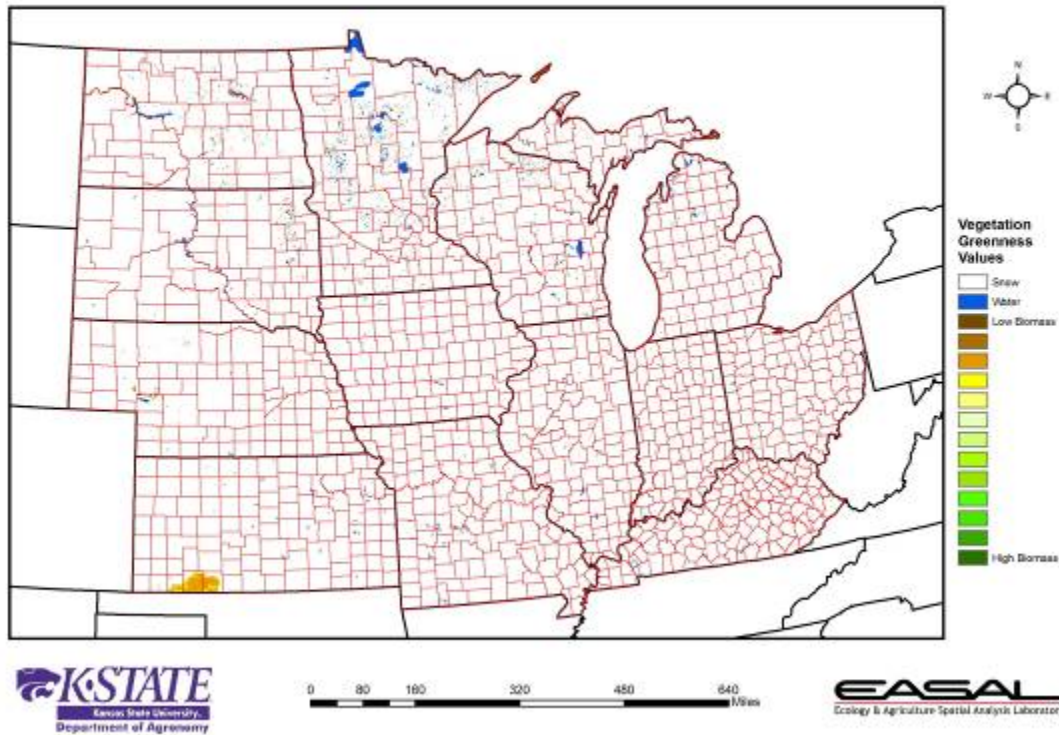 N
W
E
S
Vegetation
Greenness
Values
Snow
Water
Low Biomass
High Biomass
K·STATE
Kansas State University.
Department of Agronomy
0 80 160 320 480 640
Miles
EASAL
Ecology & Agriculture Spatial Analysis Laborator